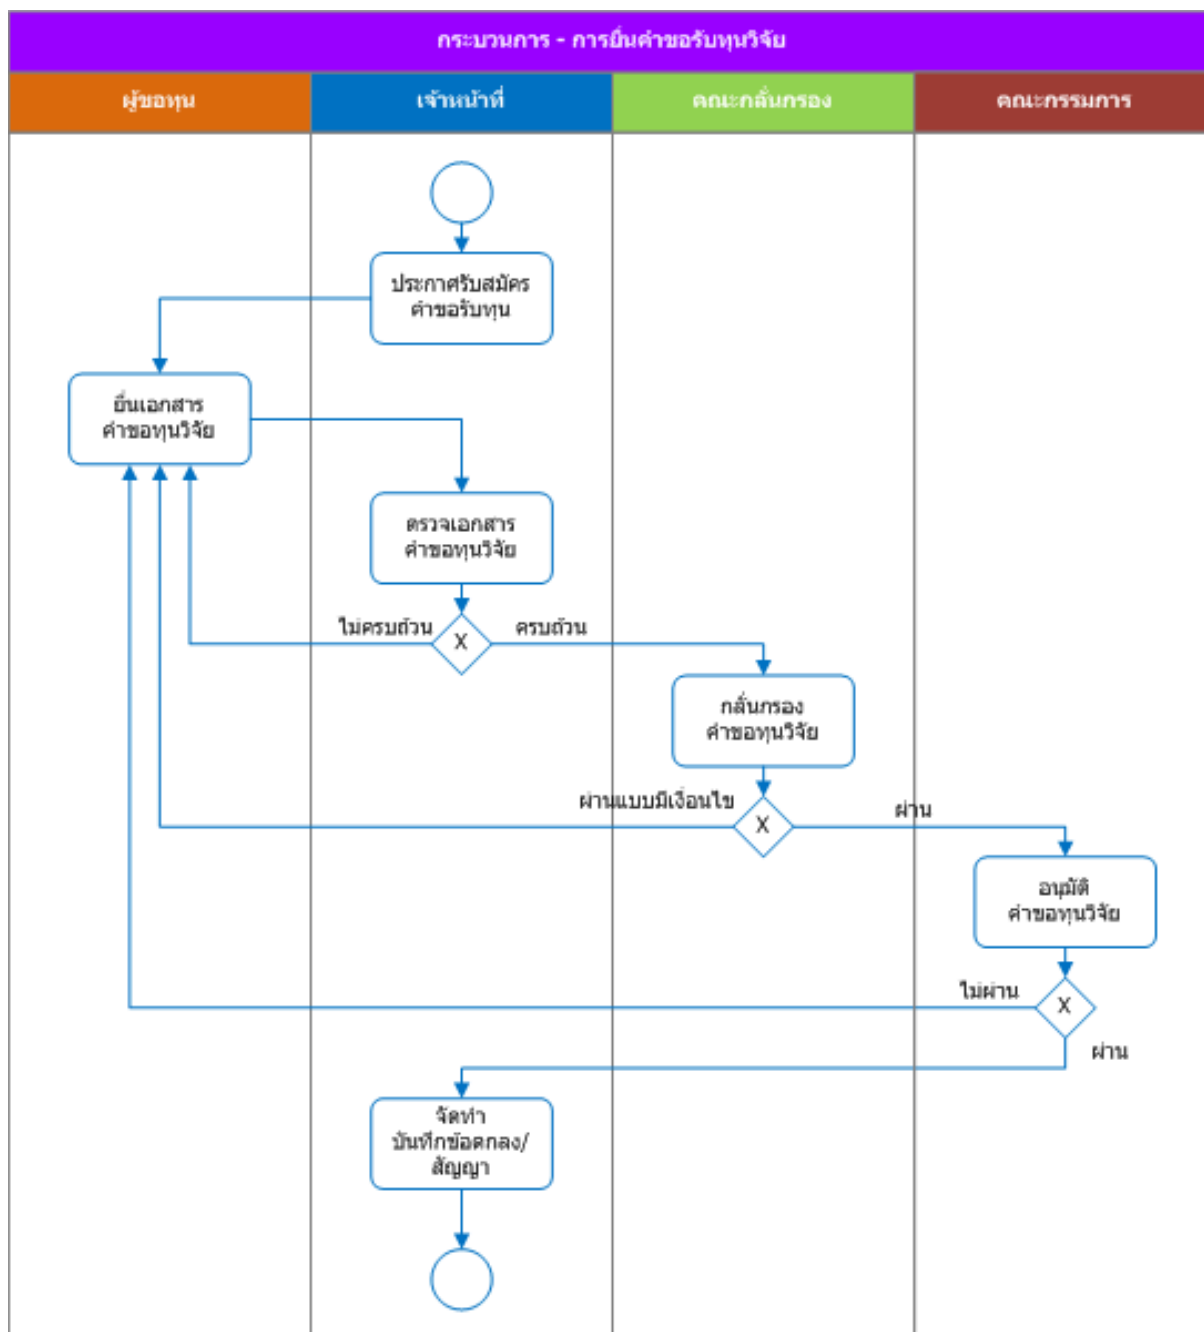 กระบวนการ - การยื่นคำขอรับทุนวิจัย
ผู้ขอทุน
เจ้าหน้าที่
คณะกลั่นกรอง
คณะกรรมการ
ประกาศรับสมัคร
คำขอรับทุน
ยื่นเอกสาร
คำขอทุนวิจัย
ตรวจเอกสาร
คำขอทุนวิจัย
ไม่ครบถ้วน
X
ครบถ้วน
กลั่นกรอง
คำขอทุนวิจัย
ผ่านแบบมีเงื่อนไข
X
ผ่าน
อนุมัติ
คำขอทุนวิจัย
ไม่ผ่าน
X
ผ่าน
จัดทำ
บันทึกข้อตกลง/
สัญญา